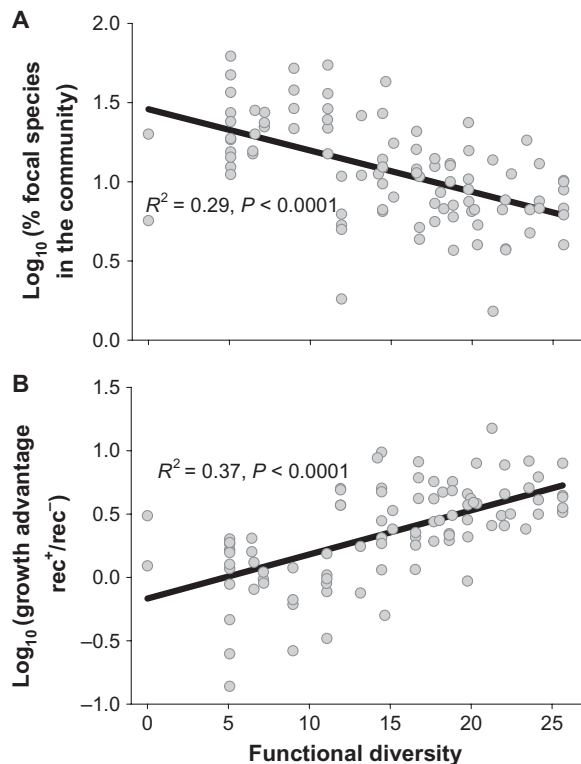 A
2.0
1.5
1.0
0.5
0.0
Log₁₀ (% focal species
in the community)
R² = 0.29, P < 0.0001
B
1.5
1.0
0.5
0.0
–0.5
–1.0
Log₁₀ (growth advantage
rec⁺/rec⁻)
R² = 0.37, P < 0.0001
0 5 10 15 20 25
Functional diversity